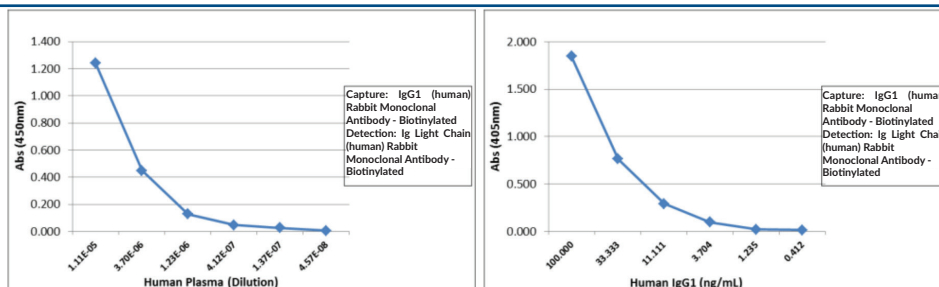 1.400
1.200
1.000
0.800
0.600
0.400
0.200
0.000
Abs (450nm)
1.11E-05
3.70E-06
1.23E-06
4.12E-07
1.37E-07
4.57E-08
Human Plasma (Dilution)
Capture: IgG1 (human)
Rabbit Monoclonal
Antibody - Biotinylated
Detection: Ig Light Chain
(human) Rabbit
Monoclonal Antibody -
Biotinylated
2.000
1.500
1.000
0.500
0.000
Abs (405nm)
100.000
33.333
11.111
3.704
1.235
0.412
Human IgG1 (ng/mL)
Capture: IgG1 (human
Rabbit Monoclonal
Antibody - Biotinylated
Detection: Ig Light Chai
(human) Rabbit
Monoclonal Antibody -
Biotinylated